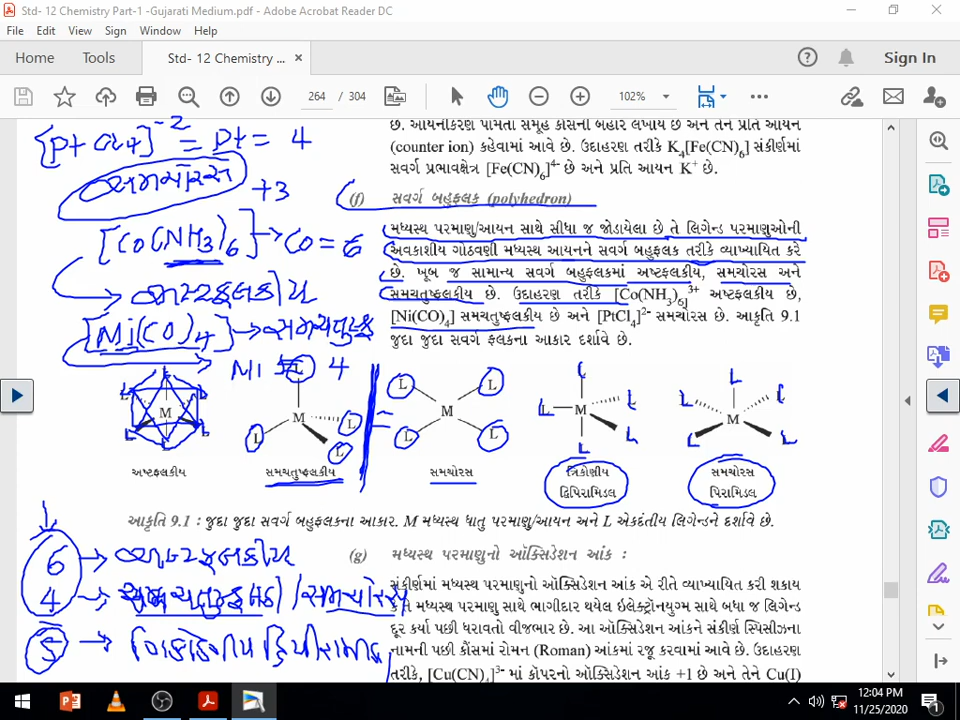 Std- 12 Chemistry Part-1 -Gujarati Medium.pdf - Adobe Acrobat Reader DC
File Edit View Sign Window Help
Home Tools Std- 12 Chemistry ... × Sign In
264 / 304 102%
છે. આયનીકરણ પામતા સમૂહ કૌંસની બહાર લખાય છે અને તેને પ્રતિ આયન
(counter ion) કહેવામાં આવે છે. ઉદાહરણ તરીકે K₄[Fe(CN)₆] સંકીર્ણમાં
સવર્ગ પ્રભાવક્ષેત્ર [Fe(CN)₆]⁴⁻ છે અને પ્રતિ આયન K⁺ છે.
[Pt Cl4]⁻² = Pt = 4
સમચોરસ
+3
(f) સવર્ગ બહુફલક (polyhedron)
[CO(NH3)6] → CO = 6
અષ્ટફલકીય
[Ni(CO)4] → સમચતુષ્ફ
Ni = 4
મધ્યસ્થ પરમાણુ/આયન સાથે સીધા જ જોડાયેલા છે તે લિગેન્ડ પરમાણુઓની
અવકાશીય ગોઠવણી મધ્યસ્થ આયનને સવર્ગ બહુફલક તરીકે વ્યાખ્યાયિત કરે
છે. ખૂબ જ સામાન્ય સવર્ગ બહુફલકમાં અષ્ટફલકીય, સમચોરસ અને
સમચતુષ્ફલકીય છે. ઉદાહરણ તરીકે [Co(NH₃)₆]³⁺ અષ્ટફલકીય છે,
[Ni(CO)₄] સમચતુષ્ફલકીય છે અને [PtCl₄]²⁻ સમચોરસ છે. આકૃતિ 9.1
જુદા જુદા સવર્ગ ફલકના આકાર દર્શાવે છે.
L L L L L L M
L L L L M
L L L L M
L L L L L M
L L L L L M
અષ્ટફલકીય
સમચતુષ્ફલકીય
સમચોરસ
ત્રિકોણીય
દ્વિપિરામિડલ
સમચોરસ
પિરામિડલ
આકૃતિ 9.1 : જુદા જુદા સવર્ગ બહુફલકના આકાર. M મધ્યસ્થ ધાતુ પરમાણુ/આયન અને L એકદંતીય લિગેન્ડને દર્શાવે છે.
6 → અષ્ટફલકીય
4 → સમચતુષ્ફલકી / સમચોરસ
5 → ત્રિકોણીય દ્વિપીરામીડ
(g) મધ્યસ્થ પરમાણુનો ઑક્સિડેશન આંક :
સંકીર્ણમાં મધ્યસ્થ પરમાણુનો ઑક્સિડેશન આંક એ રીતે વ્યાખ્યાયિત કરી શકાય
કે તે મધ્યસ્થ પરમાણુ સાથે ભાગીદાર થયેલ ઇલેક્ટ્રૉનયુગ્મ સાથે બધા જ લિગેન્ડ
દૂર કર્યા પછી ધરાવતો વીજભાર છે. આ ઑક્સિડેશન આંકને સંકીર્ણ સ્પિસીઝના
નામની પછી કૌંસમાં રોમન (Roman) આંકમાં રજૂ કરવામાં આવે છે. ઉદાહરણ
તરીકે, [Cu(CN)₄]³⁻ માં કૉપરનો ઑક્સિડેશન આંક +1 છે અને તેને Cu(I)
12:04 PM
11/25/2020
1